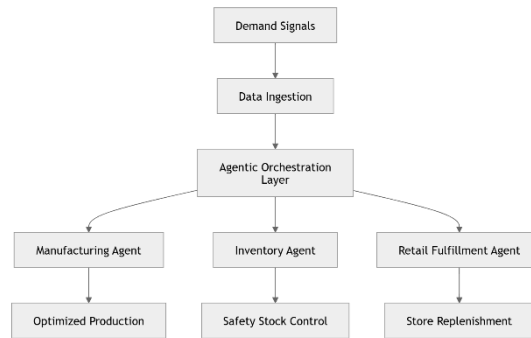 Demand Signals
Data Ingestion
Agentic Orchestration
Layer
Manufacturing Agent
Inventory Agent
Retail Fulfillment Agent
Optimized Production
Safety Stock Control
Store Replenishment